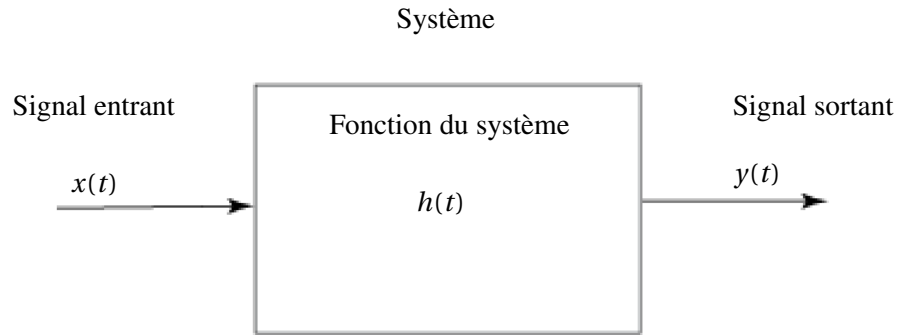 Système
Signal entrant
Fonction du système
Signal sortant
x(t)
h(t)
y(t)